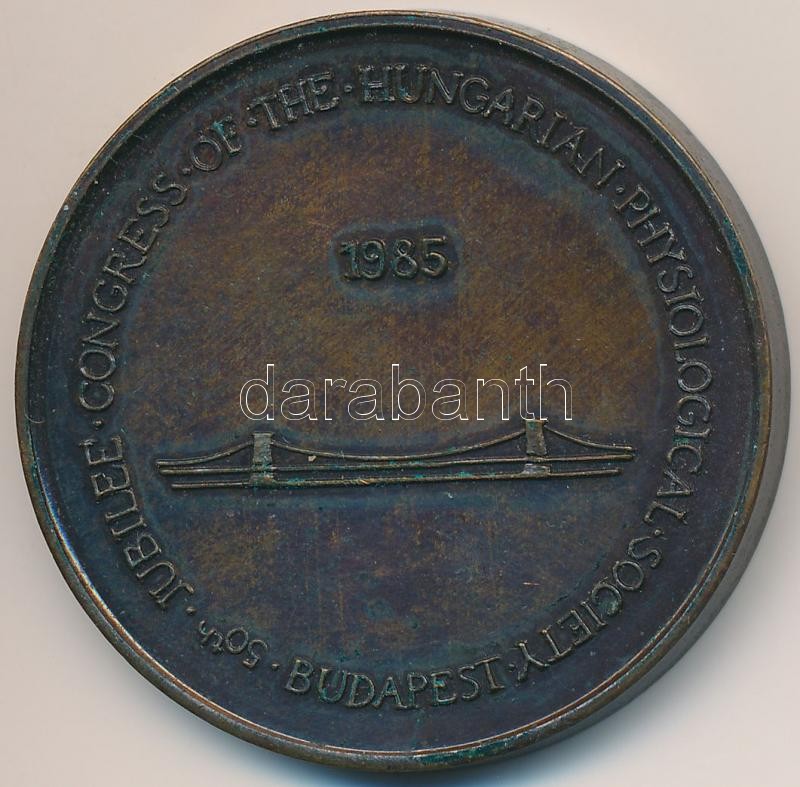 50th · JUBILEE · CONGRESS · OF · THE · HUNGARIAN · PHYSIOLOGICAL · SOCIETY · BUDAPEST ·
1985
darabanth